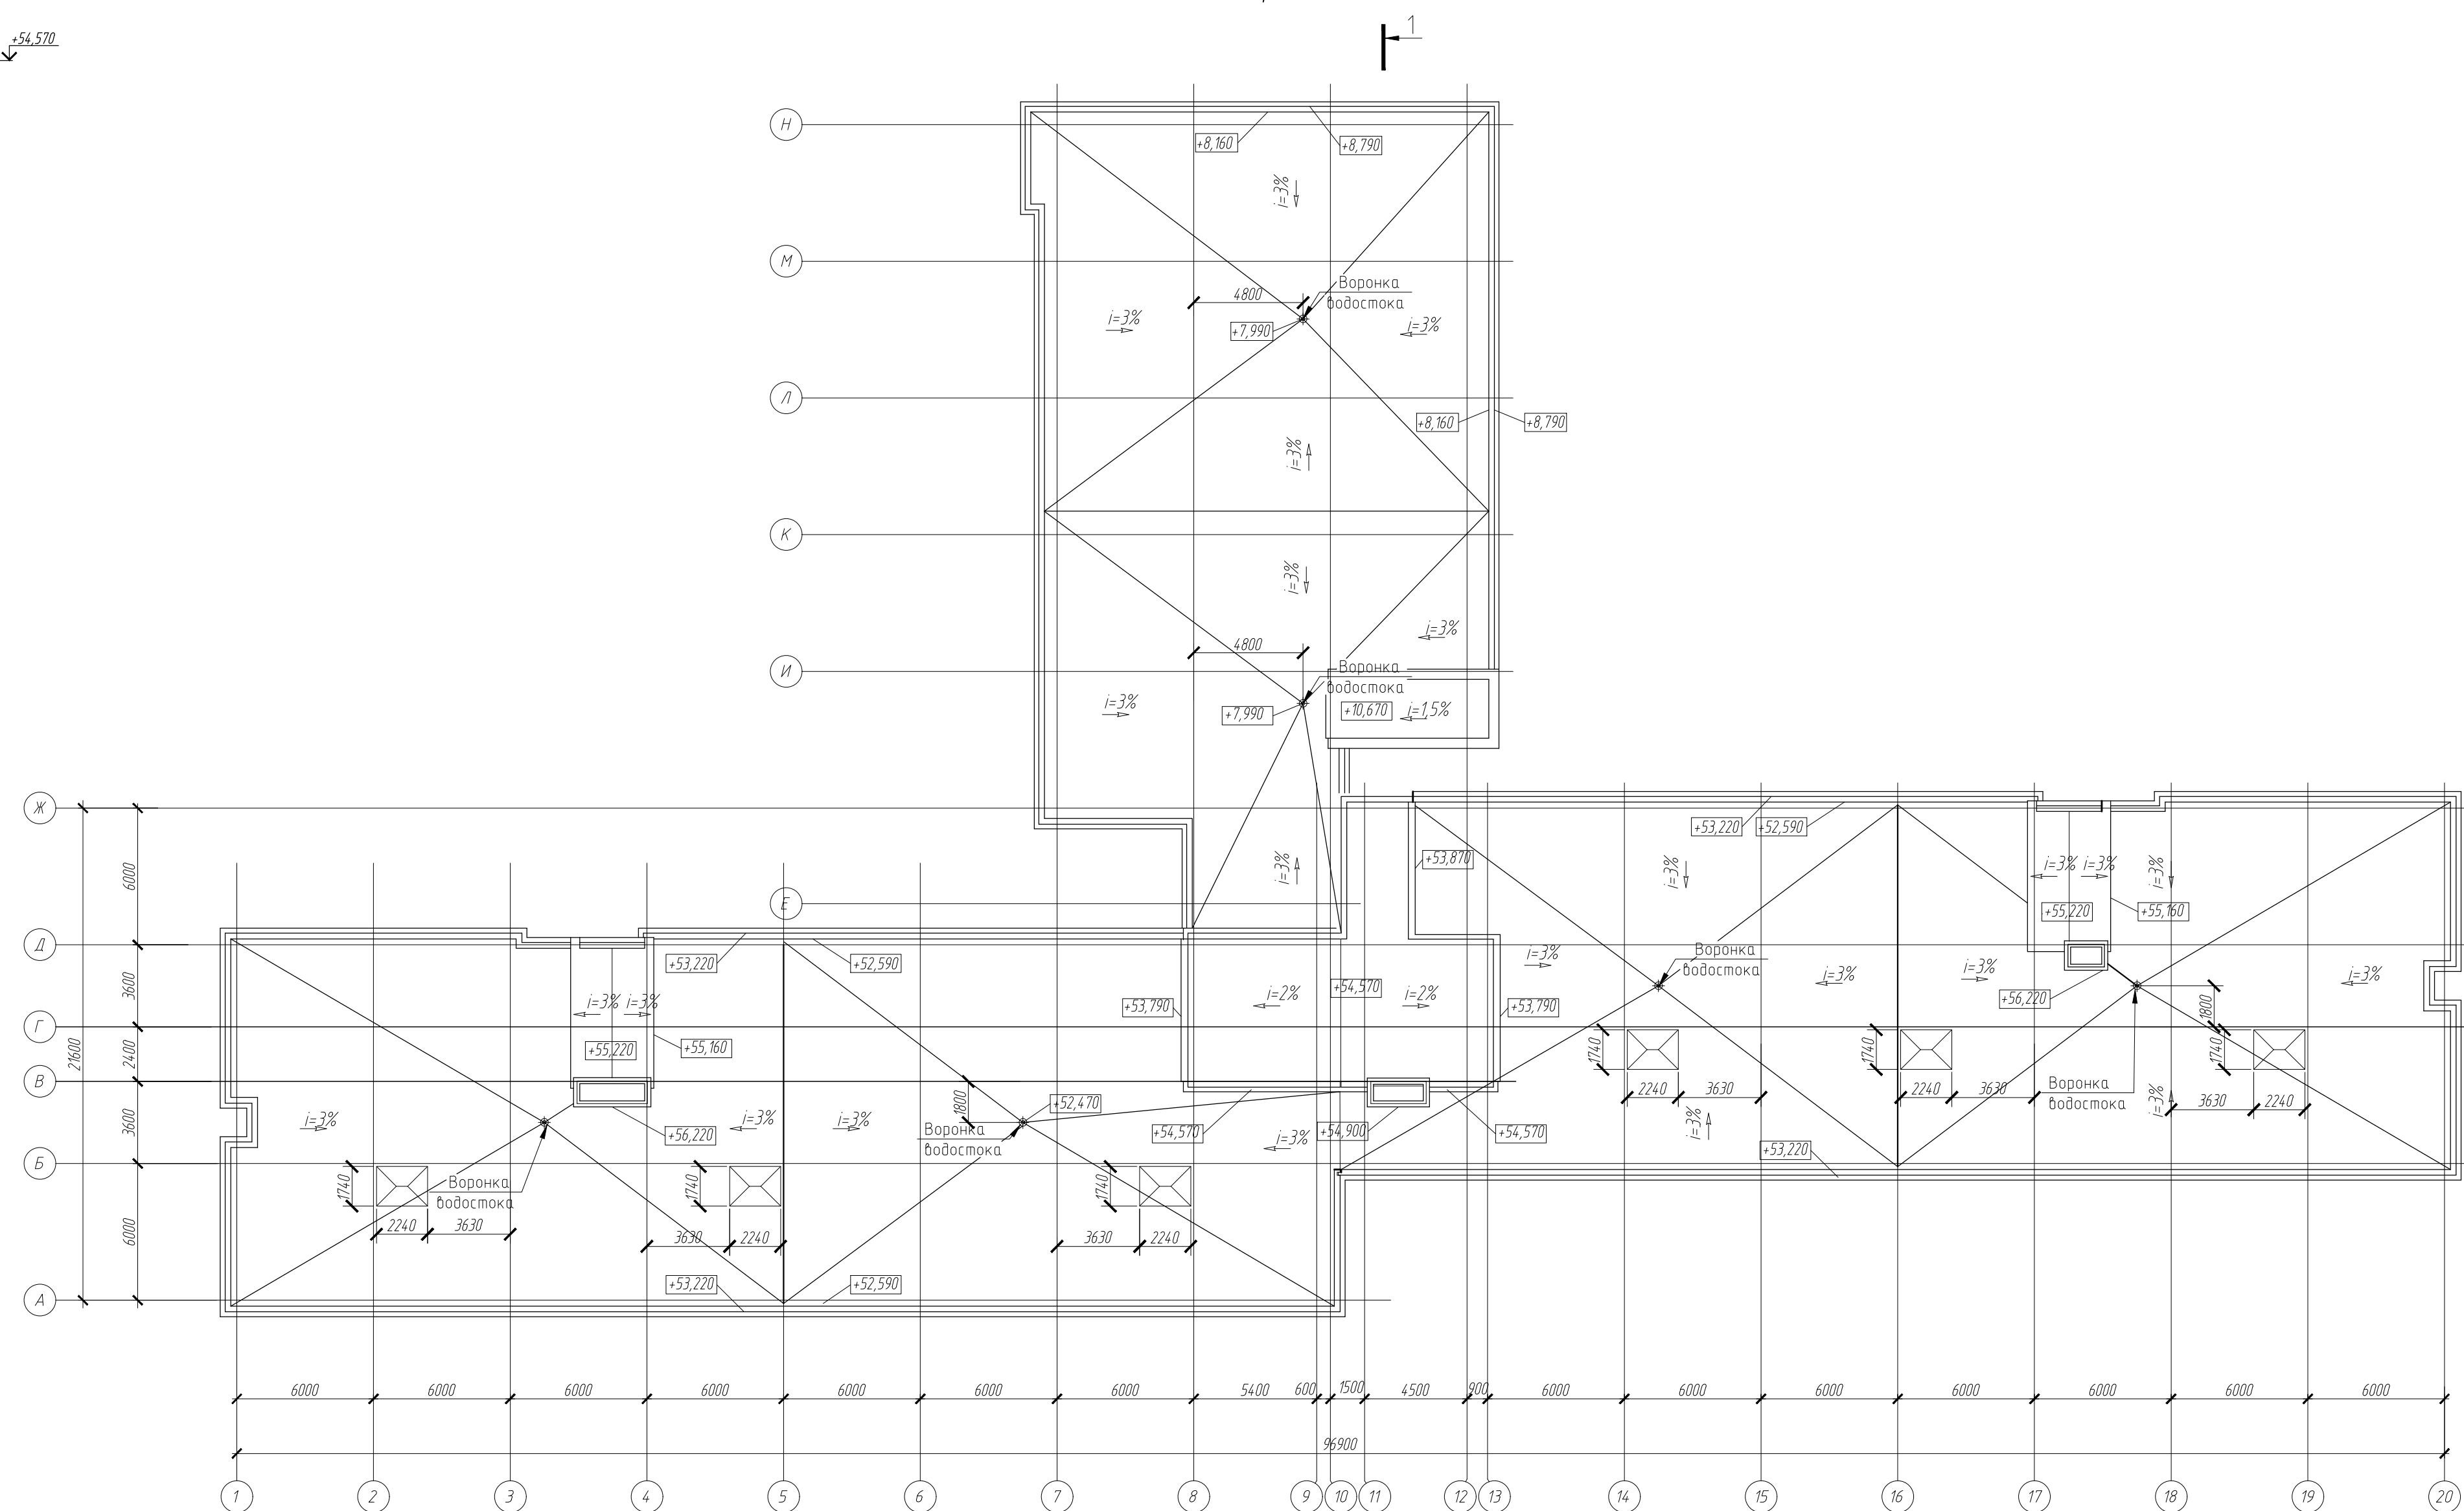 +54,570
1
Н
+8,160
+8,790
i=3%
М
Воронка
водостока
4800
i=3%
+7,990
i=3%
Л
+8,160
+8,790
i=3%
К
i=3%
i=3%
4800
И
Воронка
водостока
i=3%
+7,990
+10,670
i=1,5%
Ж
+53,220
+52,590
+53,870
6000
i=3%
i=3%
i=3%
i=3%
i=3%
Е
+55,220
+55,160
Д
+53,220
+52,590
i=3%
Воронка
водостока
i=3%
i=3%
i=3%
3600
i=3%
i=3%
+53,790
i=2%
+54,570
i=2%
+53,790
+56,220
1800
Г
21600
2400
+55,220
+55,160
1740
1740
1740
В
2240
3630
2240
3630
Воронка
водостока
i=3%
3630
2240
3600
i=3%
+56,220
i=3%
i=3%
1800
+52,470
Воронка
водостока
+54,570
i=3%
+54,900
+54,570
i=3%
+53,220
Б
1740
Воронка
водостока
1740
1740
6000
2240
3630
3630
2240
3630
2240
+53,220
+52,590
А
6000
6000
6000
6000
6000
6000
6000
5400
600
1500
4500
900
6000
6000
6000
6000
6000
6000
6000
96900
1
2
3
4
5
6
7
8
9
10
11
12
13
14
15
16
17
18
19
20